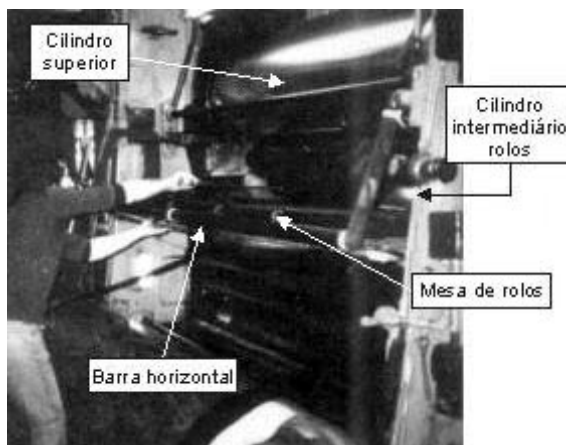 Cilindro
superior
Cilindro
intermediário
rolos
Mesa de rolos
Barra horizontal